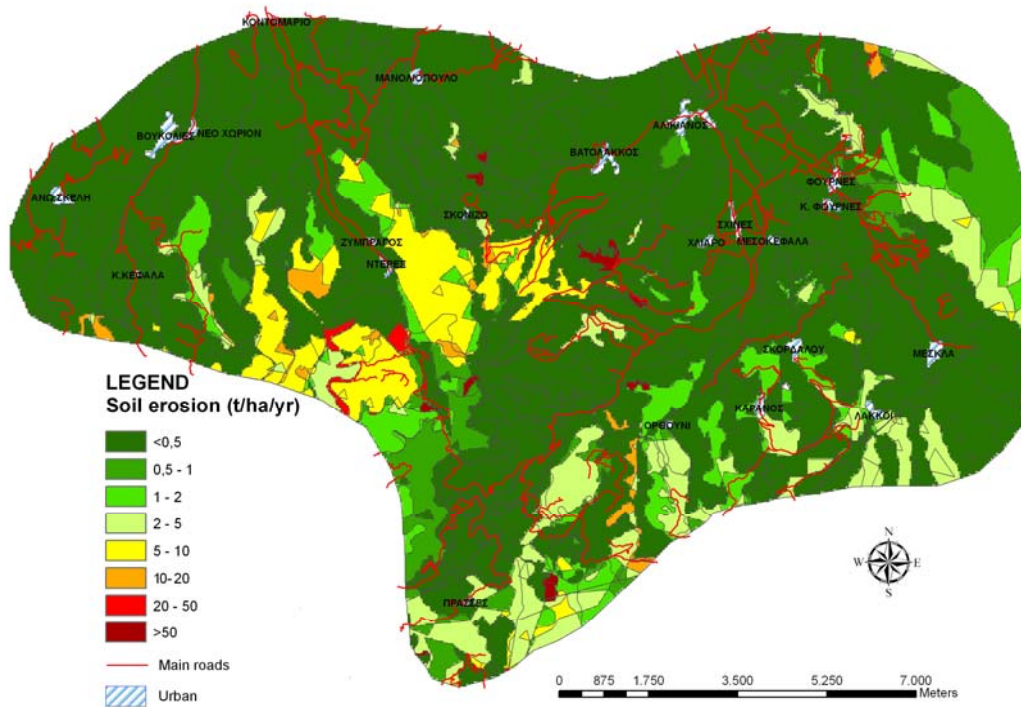 ΚΟΝΤΟΜΑΡΙΟ
ΜΑΝΟΛΙΟΠΟΥΛΟ
ΒΟΥΚΟΛΙΕΣ
ΝΕΟ ΧΩΡΙΟΝ
ΑΛΙΚΙΑΝΟΣ
ΒΑΤΟΛΑΚΚΟΣ
ΑΝΩ ΣΚΕΛΗ
ΦΟΥΡΝΕΣ
Κ. ΦΟΥΡΝΕΣ
ΣΚΟΝΙΖΟ
ΣΧΙΝΕΣ
ΖΥΜΠΡΑΓΟΣ
ΧΛΙΑΡΟ
ΜΕΣΟΚΕΦΑΛΑ
ΝΤΕΡΕΣ
Κ.ΚΕΦΑΛΑ
ΣΚΟΡΔΑΛΟΥ
ΜΕΣΚΛΑ
ΚΑΡΑΝΟΣ
ΛΑΚΚΟΙ
ΟΡΘΟΥΝΙ
ΠΡΑΣΣΕΣ
LEGEND
Soil erosion (t/ha/yr)
<0,5
0,5 - 1
1 - 2
2 - 5
5 - 10
10- 20
20 - 50
>50
Main roads
Urban
N
W E
S
0 875 1.750 3.500 5.250 7.000
Meters